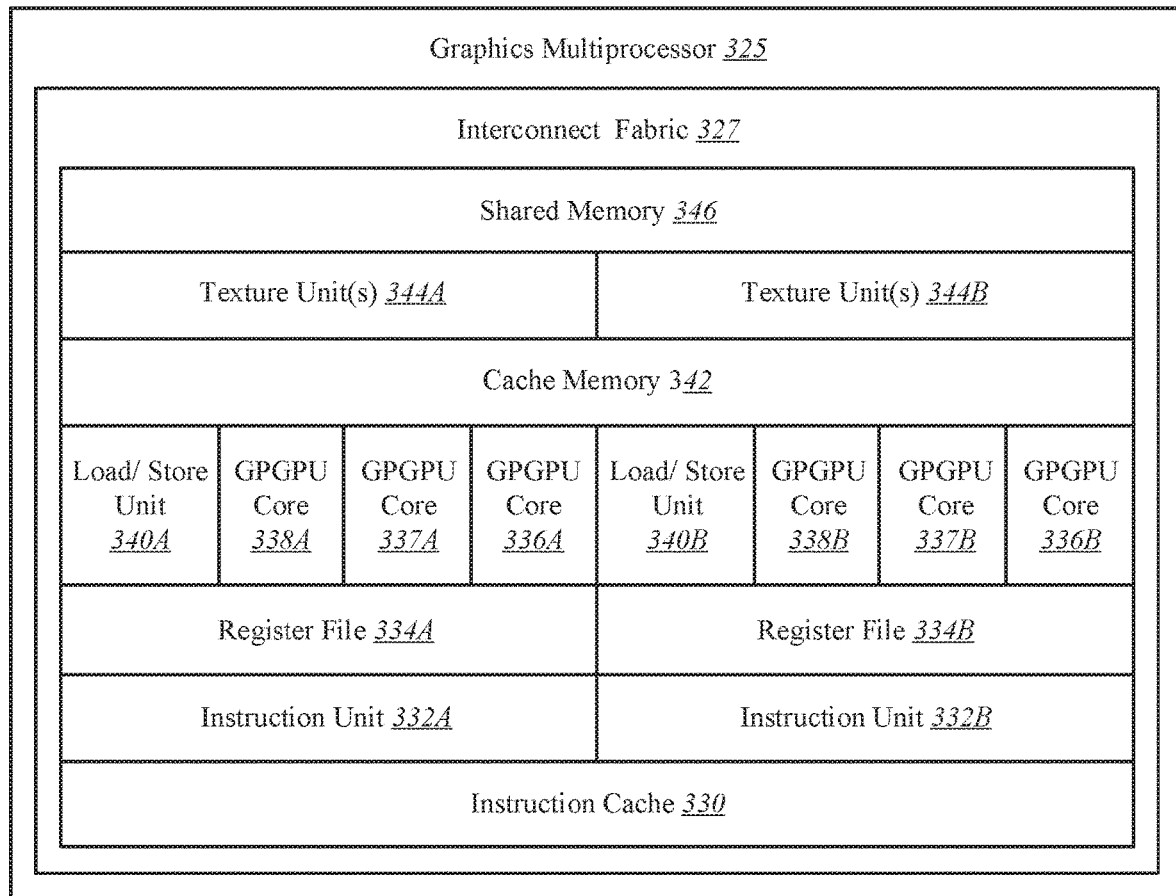 Graphics Multiprocessor 325
Interconnect Fabric 327
Shared Memory 346
Texture Unit(s) 344A
Texture Unit(s) 344B
Cache Memory 342
Load/ Store
Unit
340A
GPGPU
Core
338A
GPGPU
Core
337A
GPGPU
Core
336A
Load/ Store
Unit
340B
GPGPU
Core
338B
GPGPU
Core
337B
GPGPU
Core
336B
Register File 334A
Register File 334B
Instruction Unit 332A
Instruction Unit 332B
Instruction Cache 330